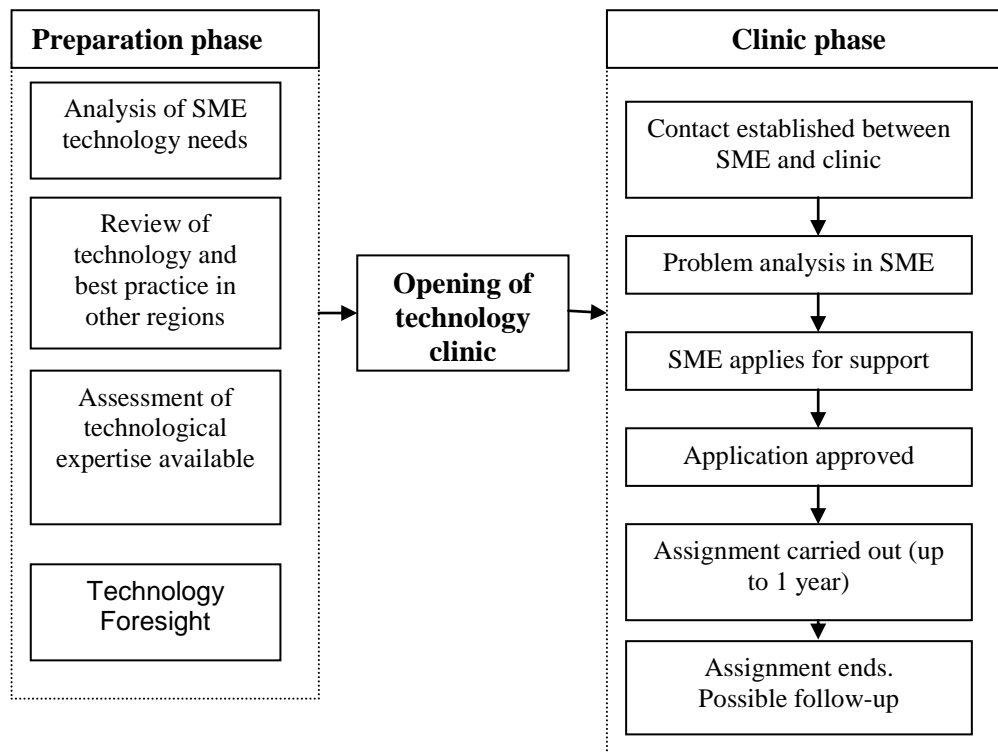 Preparation phase
Analysis of SME
technology needs
Review of
technology and
best practice in
other regions
Assessment of
technological
expertise available
Technology
Foresight
Opening of
technology
clinic
Clinic phase
Contact established between
SME and clinic
Problem analysis in SME
SME applies for support
Application approved
Assignment carried out (up
to 1 year)
Assignment ends.
Possible follow-up